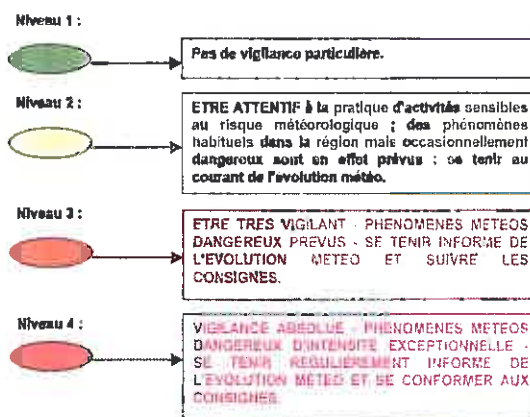 Niveau 1 :
Pas de vigilance particulière.
Niveau 2 :
ETRE ATTENTIF à la pratique d'activités sensibles
au risque météorologique ; des phénomènes
habituels dans la région mais occasionnellement
dangereux sont en effet prévus ; se tenir au
courant de l'évolution météo.
Niveau 3 :
ETRE TRES VIGILANT - PHENOMENES METEOS
DANGEREUX PREVUS - SE TENIR INFORME DE
L'EVOLUTION METEO ET SUIVRE LES
CONSIGNES.
Niveau 4 :
VIGILANCE ABSOLUE - PHENOMENES METEOS
DANGEREUX D'INTENSITE EXCEPTIONNELLE -
SE TENIR REGULIÈREMENT INFORME DE
L'EVOLUTION METEO ET SE CONFORMER AUX
CONSIGNES.